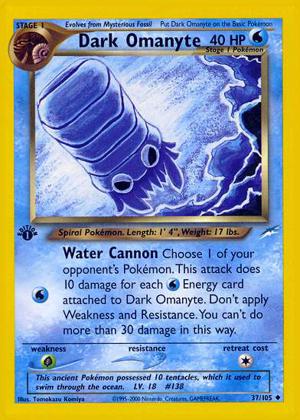 STAGE 1
Evolves from Mysterious Fossil
Put Dark Omanyte on the Basic Pokémon
Dark Omanyte 40 HP
Stage 1 Pokémon
Spiral Pokémon. Length: 1' 4", Weight: 17 lbs.
EDITION
1
Water Cannon Choose 1 of your
opponent's Pokémon. This attack does
10 damage for each Energy card
attached to Dark Omanyte. Don't apply
Weakness and Resistance. You can't do
more than 30 damage in this way.
weakness
resistance
retreat cost
This ancient Pokémon possessed 10 tentacles, which it used to
swim through the ocean. LV. 18 #138
Illus. Tomokazu Komiya
©1995-2000 Nintendo, Creatures, GAMEFREAK.
37/105